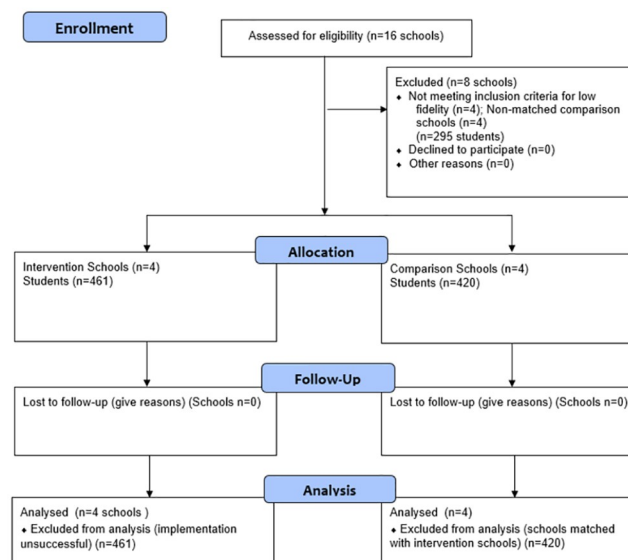 Enrollment
Assessed for eligibility (n=16 schools)
Excluded (n=8 schools)
♦ Not meeting inclusion criteria for low
fidelity (n=4); Non-matched comparison
schools (n=4)
(n=295 students)
♦ Declined to participate (n=0)
♦ Other reasons (n=0)
Allocation
Intervention Schools (n=4)
Students (n=461)
Comparison Schools (n=4)
Students (n=420)
Follow-Up
Lost to follow-up (give reasons) (Schools n=0)
Lost to follow-up (give reasons) (Schools n=0)
Analysis
Analysed (n=4 schools )
♦ Excluded from analysis (implementation
unsuccessful) (n=461)
Analysed (n=4)
♦ Excluded from analysis (schools matched
with intervention schools) (n=420)